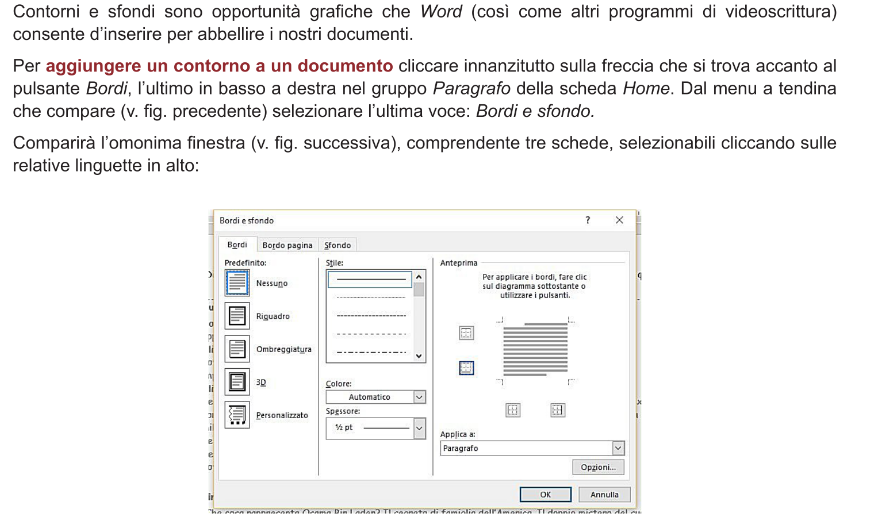 Contorni e sfondi sono opportunità grafiche che Word (così come altri programmi di videoscrittura)
consente d’inserire per abbellire i nostri documenti.
Per aggiungere un contorno a un documento cliccare innanzitutto sulla freccia che si trova accanto al
pulsante Bordi, l’ultimo in basso a destra nel gruppo Paragrafo della scheda Home. Dal menu a tendina
che compare (v. fig. precedente) selezionare l’ultima voce: Bordi e sfondo.
Comparirà l’omonima finestra (v. fig. successiva), comprendente tre schede, selezionabili cliccando sulle
relative linguette in alto:
Bordi e sfondo
Bordi Bordo pagina Sfondo
Predefinito:
Nessuno
Riquadro
Ombreggiatura
3D
Personalizzato
Stile:
Colore:
Automatico
Spessore:
½ pt
Anteprima
Per applicare i bordi, fare clic
sul diagramma sottostante o
utilizzare i pulsanti.
Applica a:
Paragrafo
Opzioni...
OK Annulla